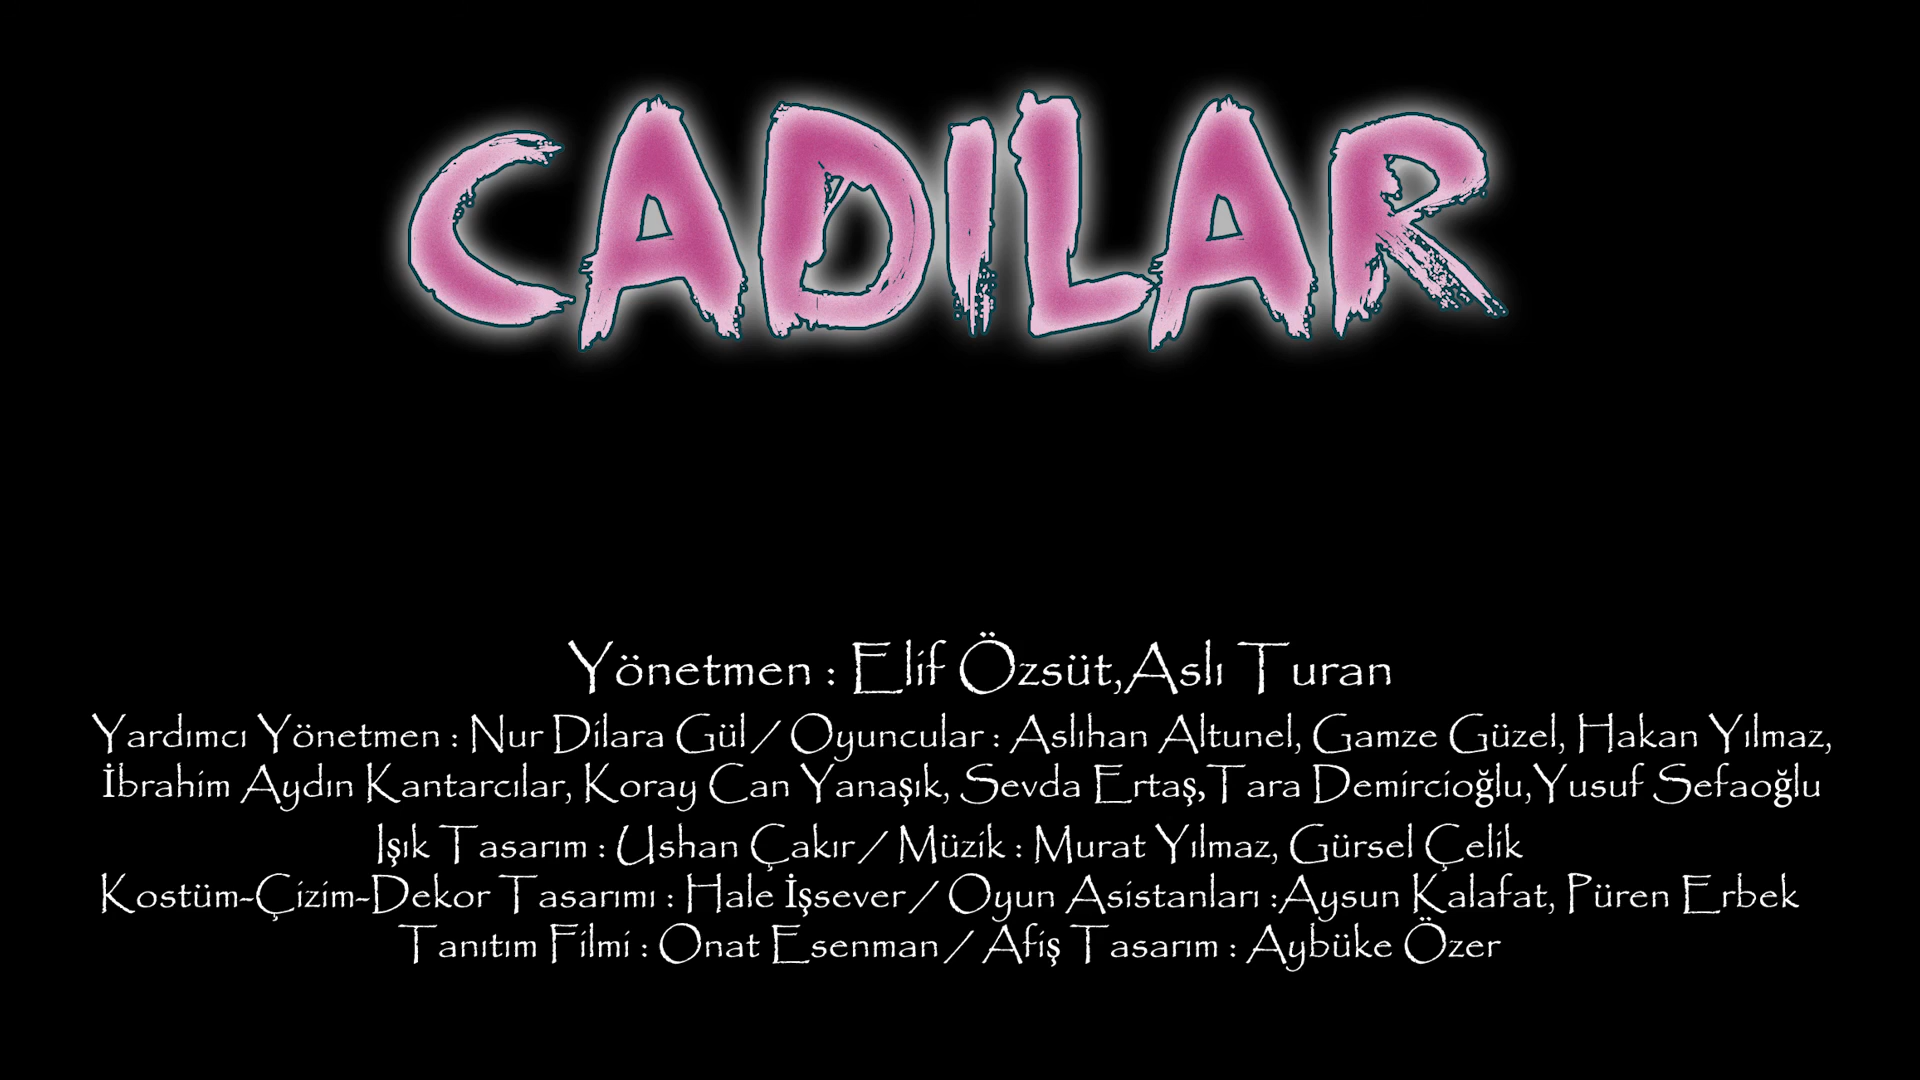 CADILAR
Yönetmen : Elif Özsüt,Aslı Turan
Yardımcı Yönetmen : Nur Dilara Gül / Oyuncular : Aslıhan Altunel, Gamze Güzel, Hakan Yılmaz,
İbrahim Aydın Kantarcılar, Koray Can Yanaşık, Sevda Ertaş,Tara Demircioğlu,Yusuf Sefaoğlu
Işık Tasarım : Ushan Çakır / Müzik : Murat Yılmaz, Gürsel Çelik
Kostüm-Çizim-Dekor Tasarımı : Hale İşsever / Oyun Asistanları :Aysun Kalafat, Püren Erbek
Tanıtım Filmi : Onat Esenman / Afiş Tasarım : Aybüke Özer